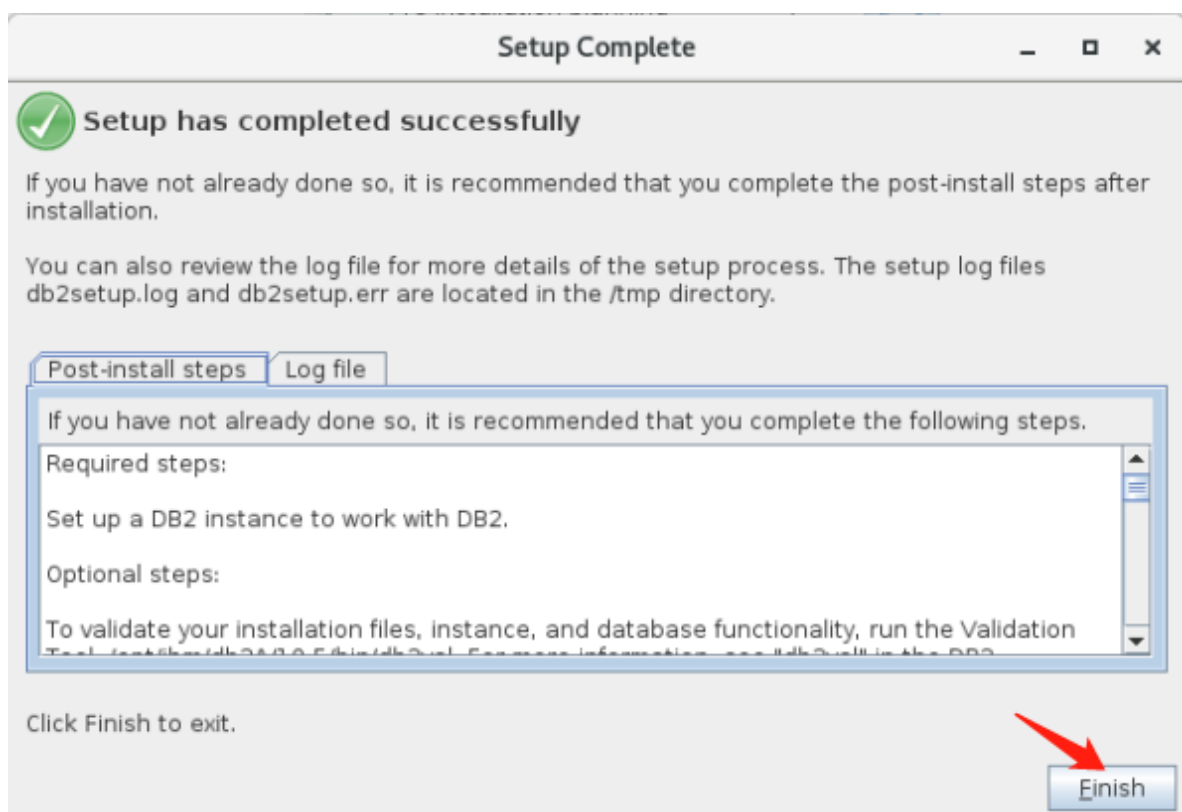 Setup Complete
Setup has completed successfully
If you have not already done so, it is recommended that you complete the post-install steps after
installation.
You can also review the log file for more details of the setup process. The setup log files
db2setup.log and db2setup.err are located in the /tmp directory.
Post-install steps
Log file
If you have not already done so, it is recommended that you complete the following steps.
Required steps:
Set up a DB2 instance to work with DB2.
Optional steps:
To validate your installation files, instance, and database functionality, run the Validation
Click Finish to exit.
Finish